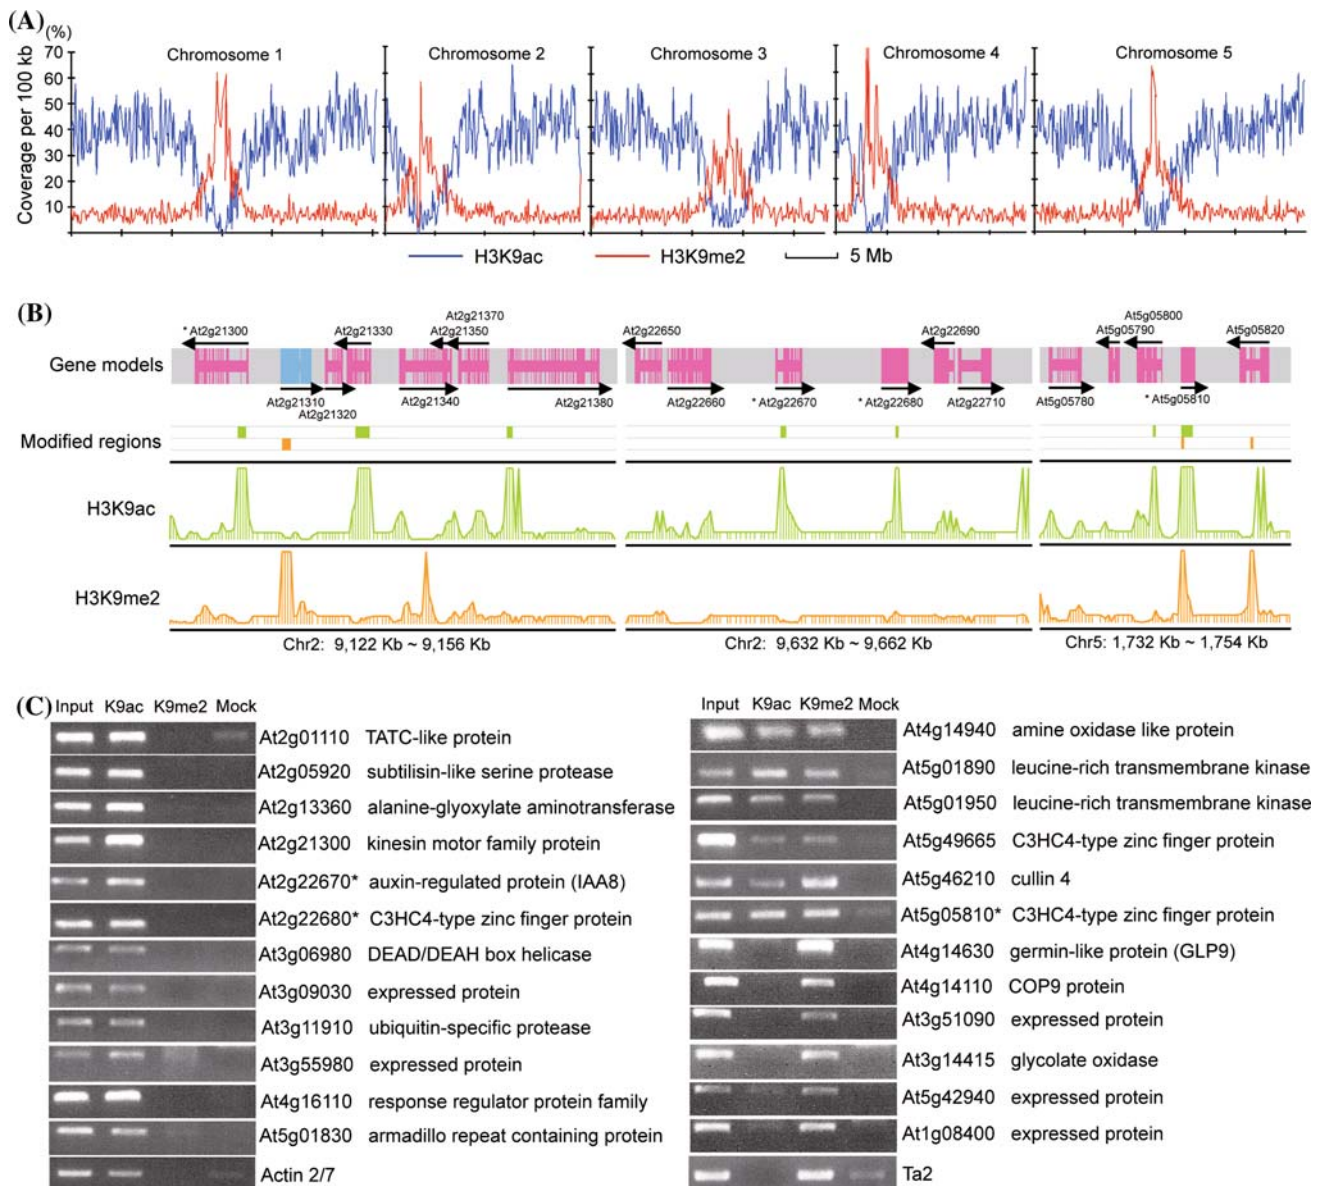 (A)
(%)
Coverage per 100 kb
70
60
50
40
30
20
10
Chromosome 1
Chromosome 2
Chromosome 3
Chromosome 4
Chromosome 5
H3K9ac
H3K9me2
5 Mb
(B)
Gene models
* At2g21300
At2g21330
At2g21370
At2g21350
At2g21310
At2g21320
At2g21340
At2g21380
At2g22650
At2g22690
At2g22660
* At2g22670
* At2g22680
At2g22710
At5g05800
At5g05790
At5g05820
At5g05780
* At5g05810
Modified regions
H3K9ac
H3K9me2
Chr2: 9,122 Kb ~ 9,156 Kb
Chr2: 9,632 Kb ~ 9,662 Kb
Chr5: 1,732 Kb ~ 1,754 Kb
(C)
Input K9ac K9me2 Mock
At2g01110 TATC-like protein
At2g05920 subtilisin-like serine protease
At2g13360 alanine-glyoxylate aminotransferase
At2g21300 kinesin motor family protein
At2g22670* auxin-regulated protein (IAA8)
At2g22680* C3HC4-type zinc finger protein
At3g06980 DEAD/DEAH box helicase
At3g09030 expressed protein
At3g11910 ubiquitin-specific protease
At3g55980 expressed protein
At4g16110 response regulator protein family
At5g01830 armadillo repeat containing protein
Actin 2/7
Input K9ac K9me2 Mock
At4g14940 amine oxidase like protein
At5g01890 leucine-rich transmembrane kinase
At5g01950 leucine-rich transmembrane kinase
At5g49665 C3HC4-type zinc finger protein
At5g46210 cullin 4
At5g05810* C3HC4-type zinc finger protein
At4g14630 germin-like protein (GLP9)
At4g14110 COP9 protein
At3g51090 expressed protein
At3g14415 glycolate oxidase
At5g42940 expressed protein
At1g08400 expressed protein
Ta2